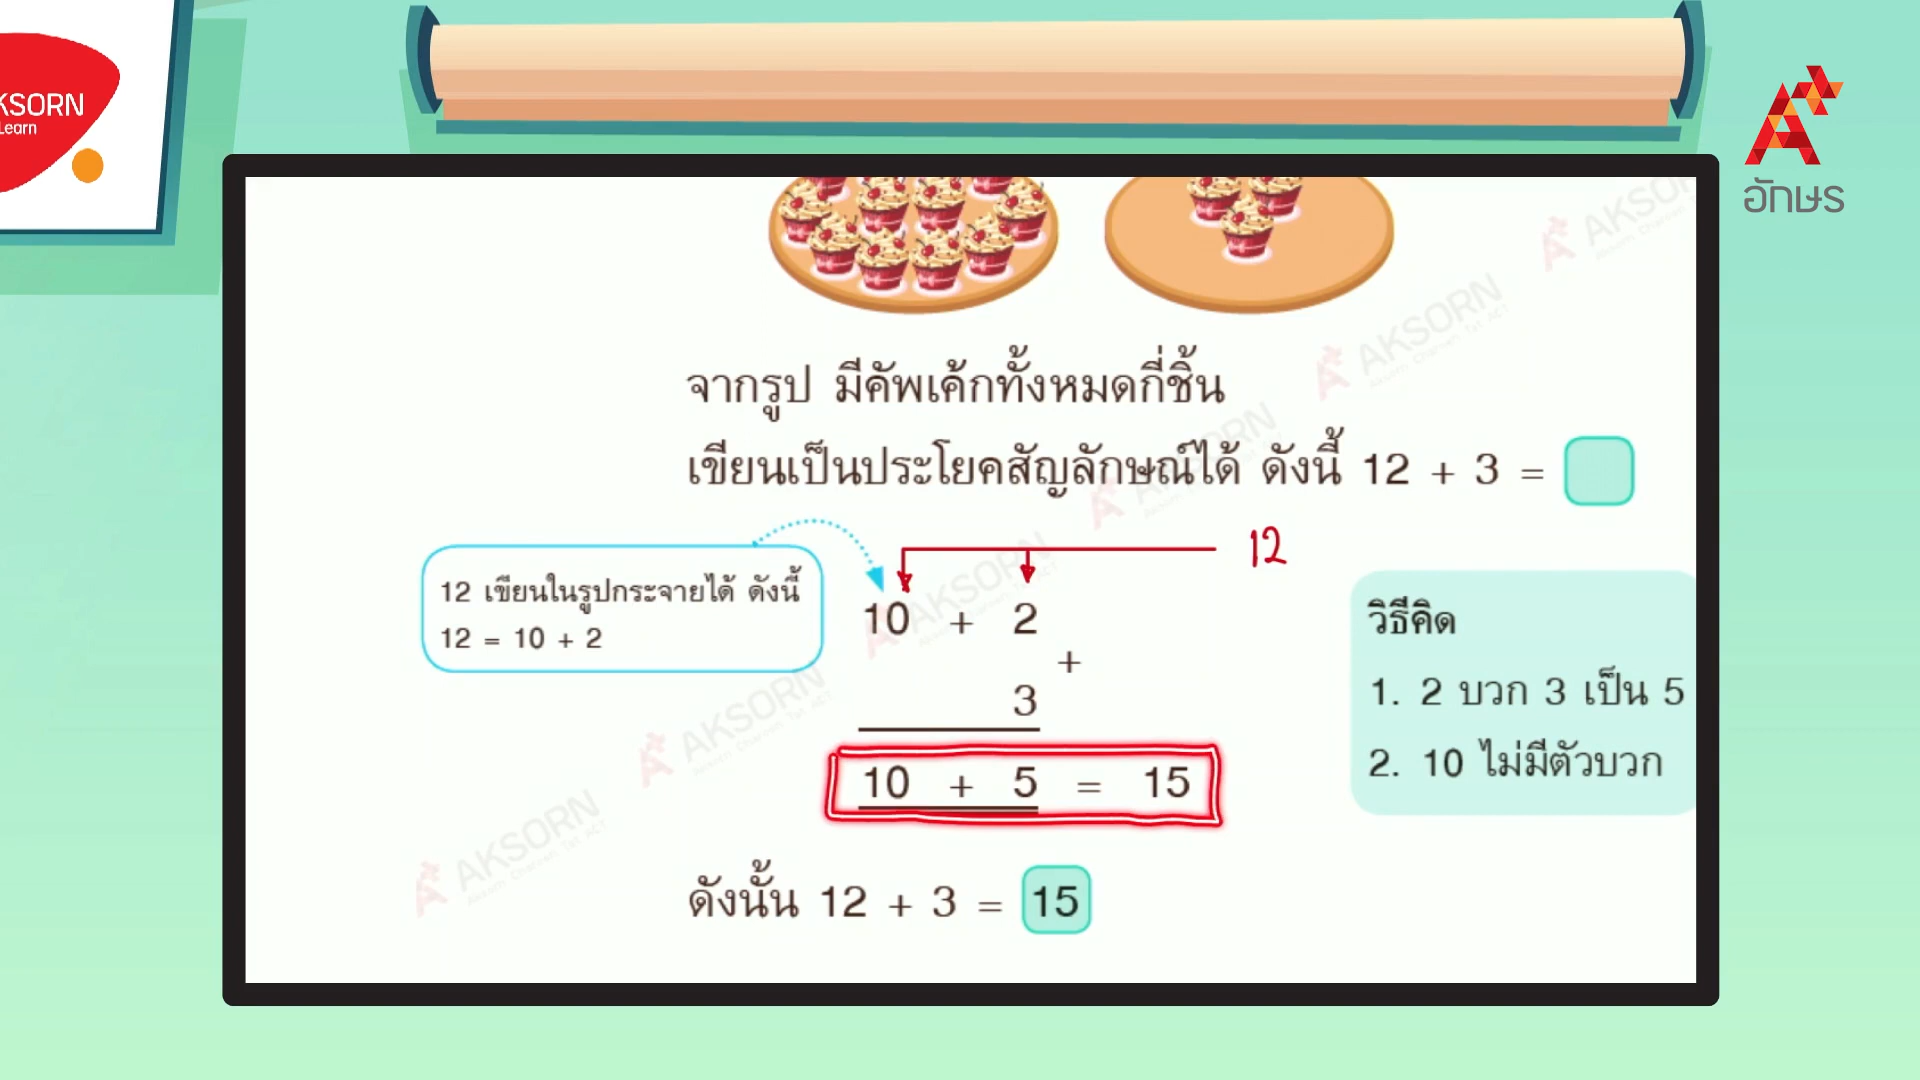 KSORN
Learn
อักษร
จากรูป มีคัพเค้กทั้งหมดกี่ชิ้น
เขียนเป็นประโยคสัญลักษณ์ได้ ดังนี้ 12 + 3 =
12
12 เขียนในรูปกระจายได้ ดังนี้
12 = 10 + 2
10 + 2
+
3
10 + 5 = 15
วิธีคิด
1. 2 บวก 3 เป็น 5
2. 10 ไม่มีตัวบวก
ดังนั้น 12 + 3 = 15
AKSORN
AKSORN
AKSORN
AKSORN
AKSORN